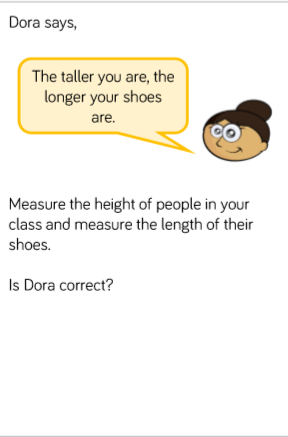 Dora says,
The taller you are, the
longer your shoes
are.
Measure the height of people in your
class and measure the length of their
shoes.
Is Dora correct?